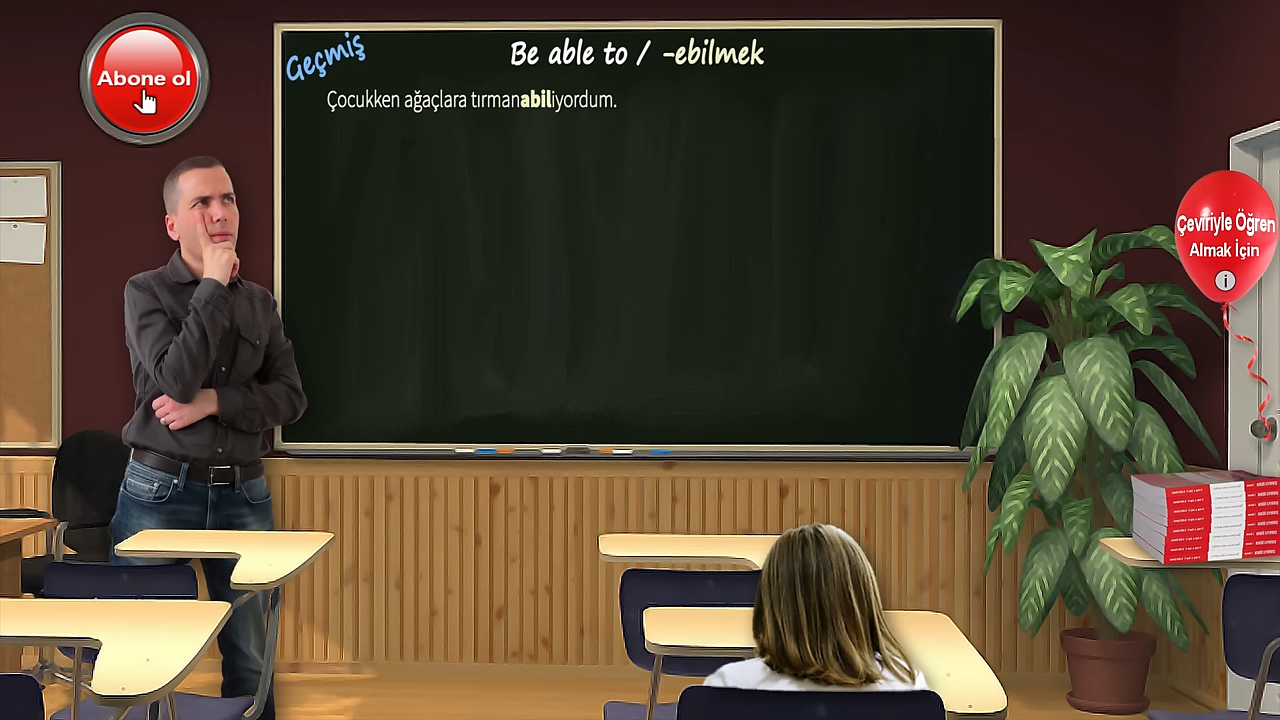 Geçmiş
Be able to / -ebilmek
Abone ol
Çocukken ağaçlara tırmanabiliyordum.
Çeviriyle Öğren
Almak İçin
i